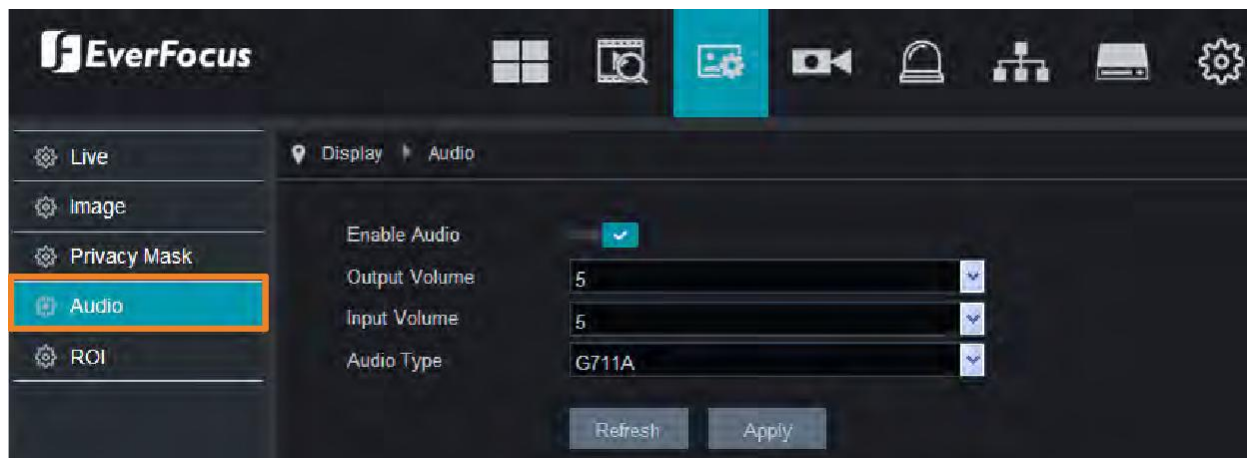 EverFocus
Live
Image
Privacy Mask
Audio
ROI
Display Audio
Enable Audio
Output Volume 5
Input Volume 5
Audio Type G711A
Refresh Apply